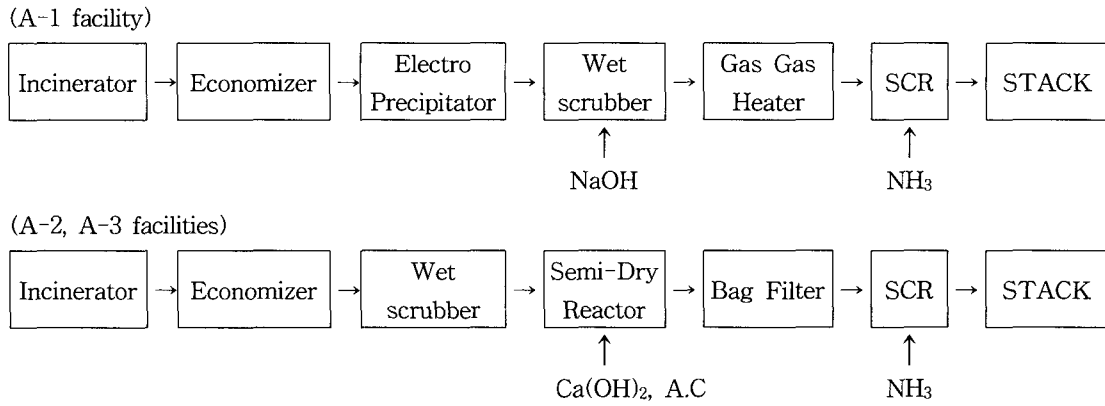 (A-1 facility)
Incinerator → Economizer → Electro Precipitator → Wet scrubber → Gas Gas Heater → SCR → STACK
NaOH
NH₃
(A-2, A-3 facilities)
Incinerator → Economizer → Wet scrubber → Semi-Dry Reactor → Bag Filter → SCR → STACK
Ca(OH)₂, A.C
NH₃